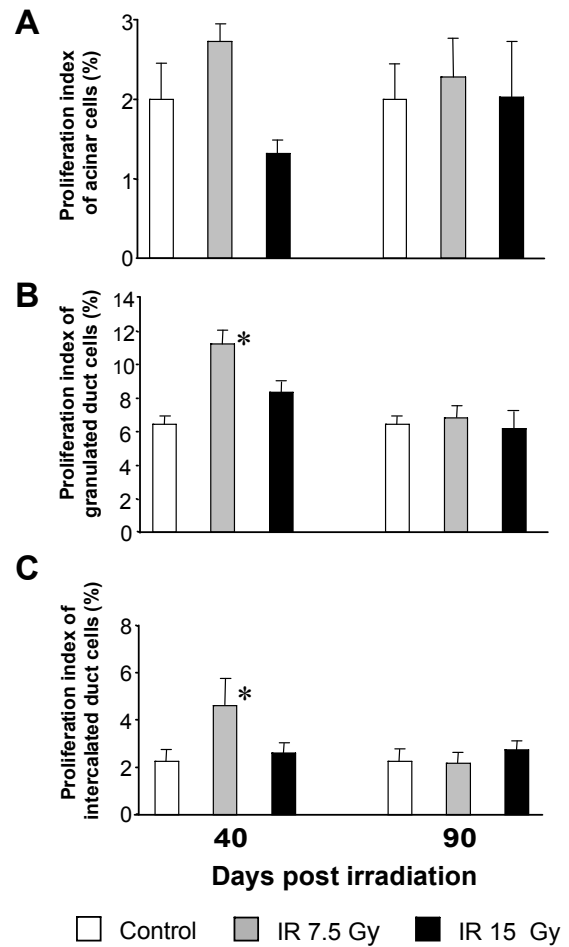 A
Proliferation index
of acinar cells (%)
3
2
1
0
B
Proliferation index of
granulated duct cells (%)
14
12
10
8
6
4
2
0
*
C
Proliferation index of
intercalated duct cells (%)
8
6
4
2
0
*
40 90
Days post irradiation
Control IR 7.5 Gy IR 15 Gy